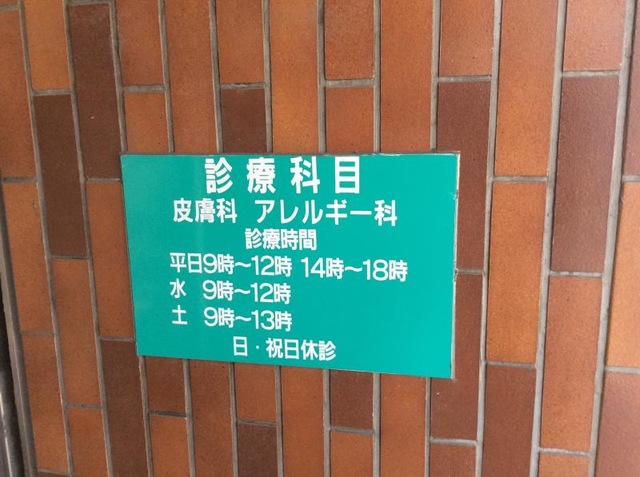 診療科目
皮膚科 アレルギー科
診療時間
平日9時〜12時 14時〜18時
水 9時〜12時
土 9時〜13時
日・祝日休診